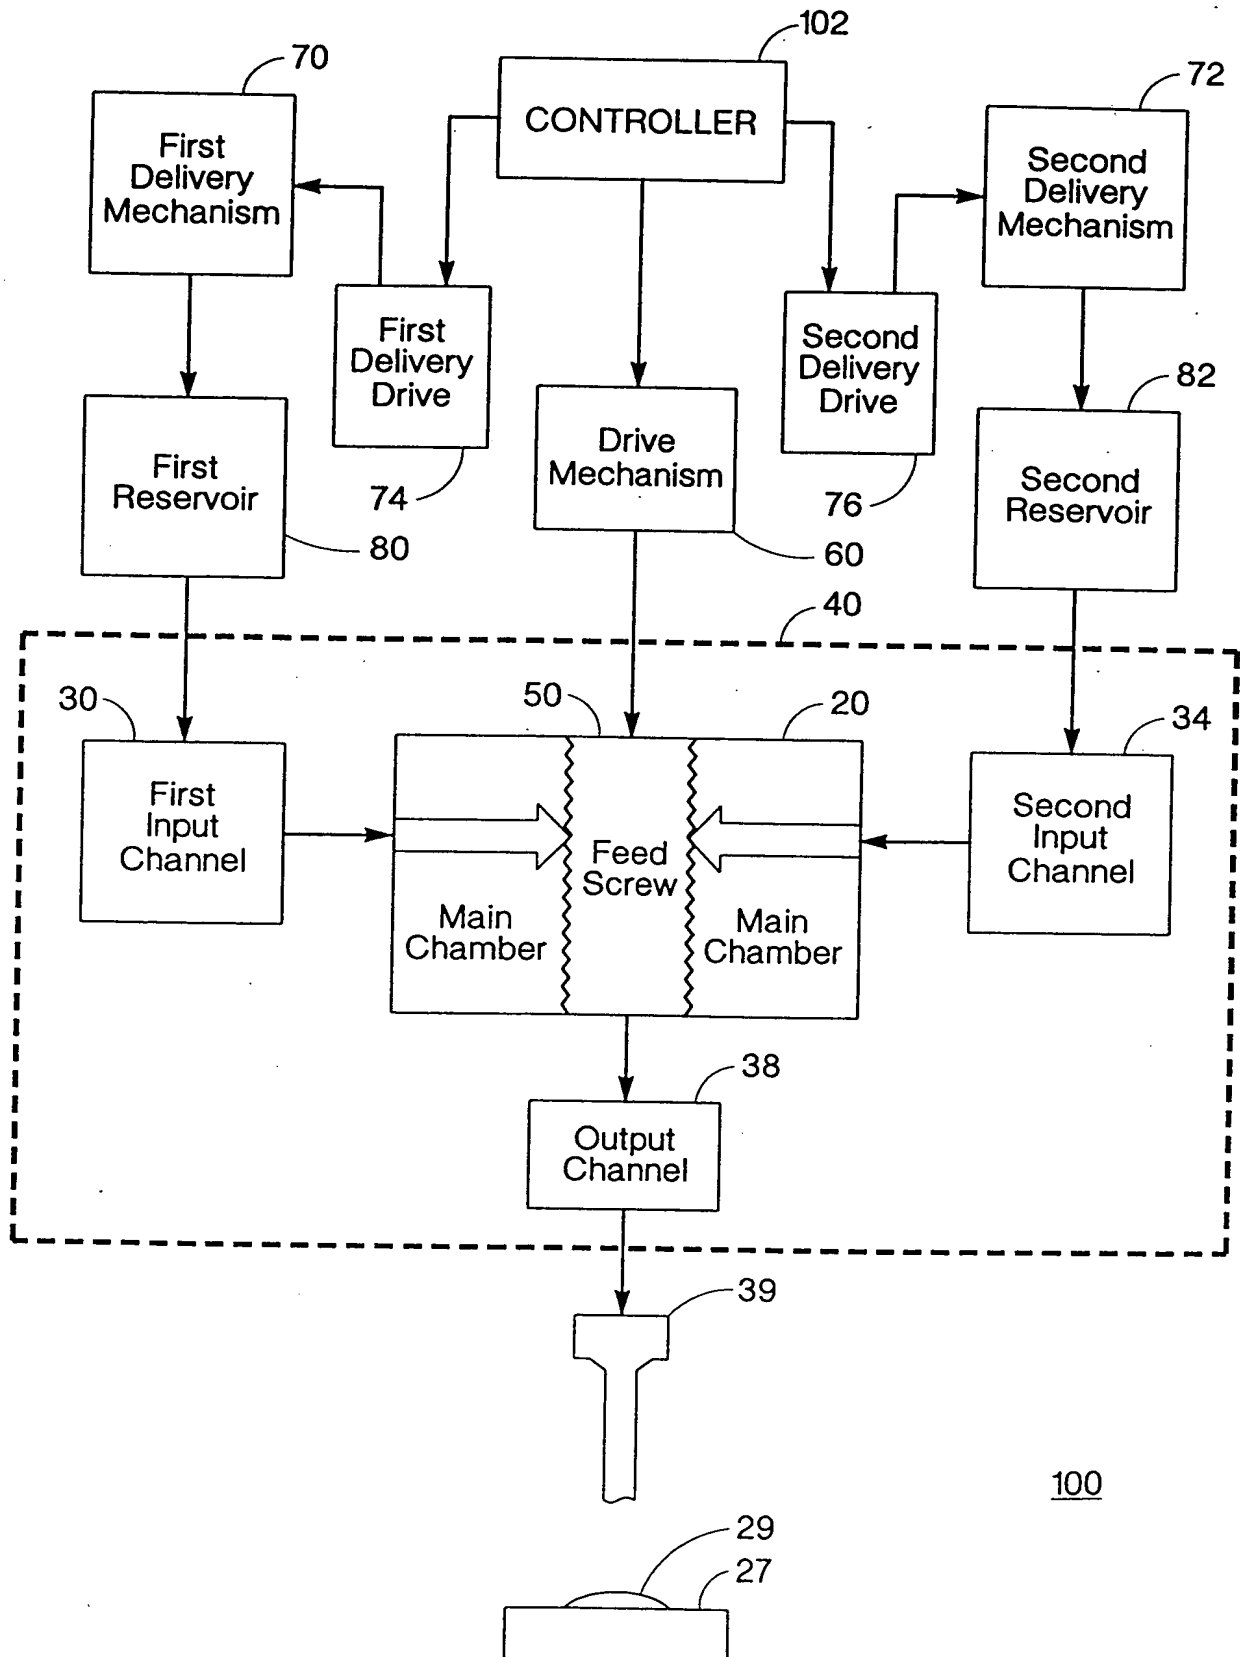 102
70
72
CONTROLLER
First
Delivery
Mechanism
Second
Delivery
Mechanism
First
Delivery
Drive
Second
Delivery
Drive
82
Drive
Mechanism
First
Reservoir
Second
Reservoir
74
76
80
60
40
30
50
20
34
First
Input
Channel
Feed
Screw
Second
Input
Channel
Main
Chamber
Main
Chamber
38
Output
Channel
39
100
29
27